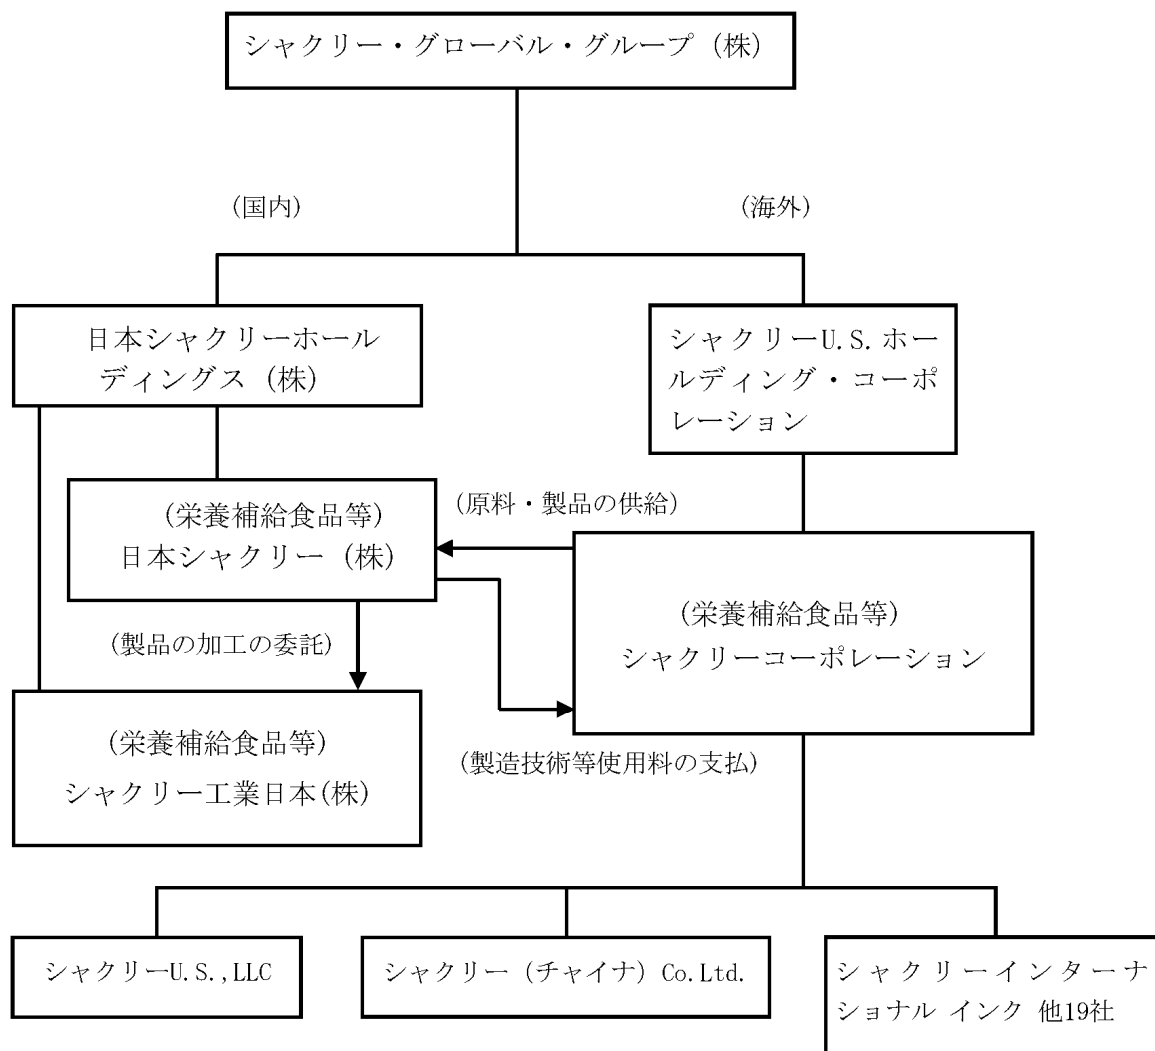 シャクリー・グローバル・グループ (株)
(国内)
(海外)
日本シャクリーホール
ディングス (株)
シャクリーU.S.ホー
ルディング・コーポ
レーション
(栄養補給食品等)
日本シャクリー (株)
(原料・製品の供給)
(栄養補給食品等)
シャクリーコーポレーション
(製品の加工の委託)
(栄養補給食品等)
シャクリー工業日本(株)
(製造技術等使用料の支払)
シャクリーU.S.,LLC
シャクリー (チャイナ) Co.Ltd.
シャクリーインターナ
ショナル インク 他19社